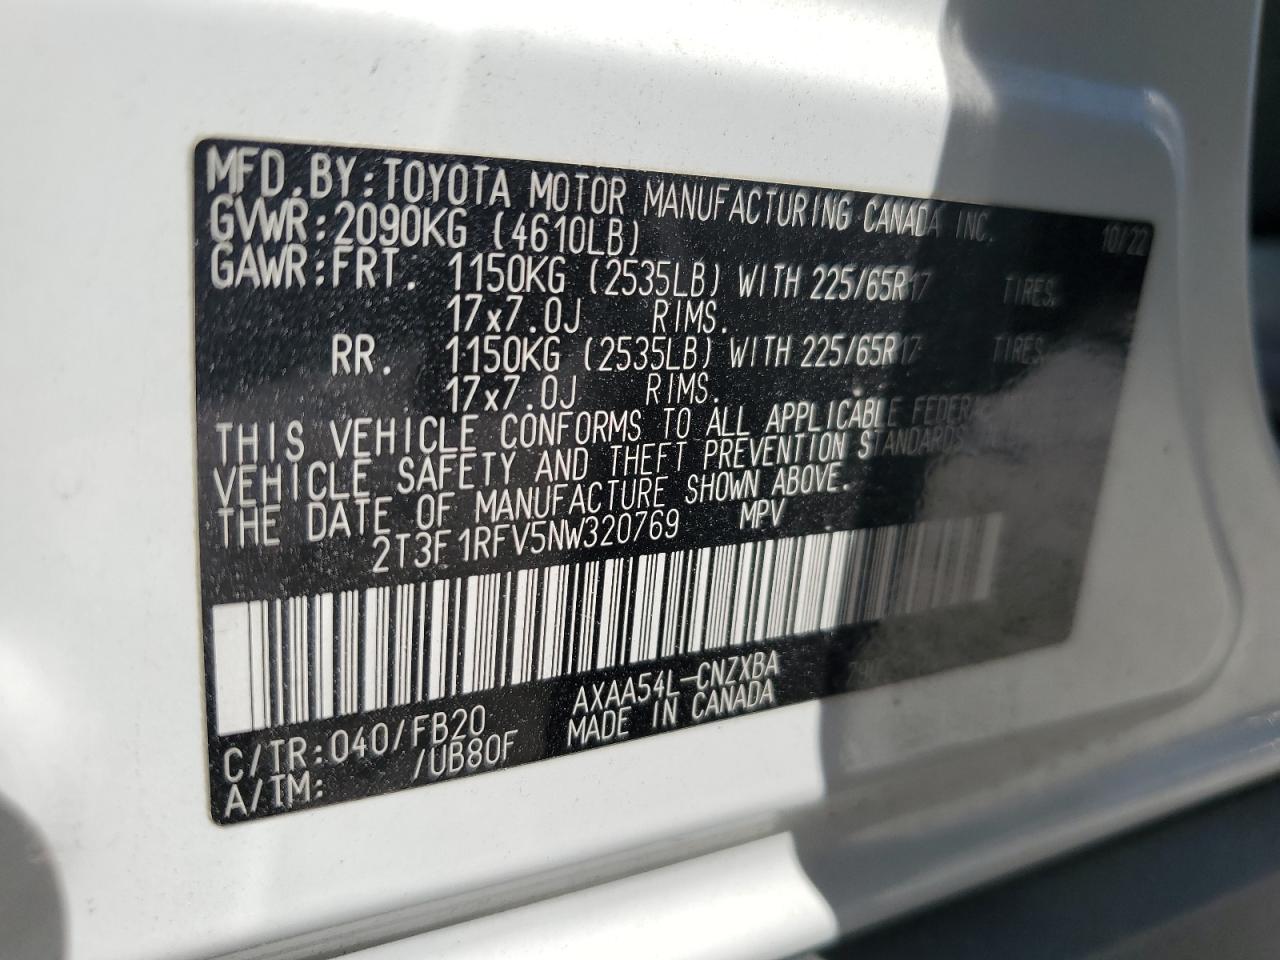 MFD.BY:TOYOTA MOTOR MANUFACTURING CANADA INC. 10/22
GVWR:2090KG (4610LB)
GAWR:FRT. 1150KG (2535LB) WITH 225/65R17 TIRES,
17x7.0J RIMS.
RR. 1150KG (2535LB) WITH 225/65R17 TIRES,
17x7.0J RIMS.
THIS VEHICLE CONFORMS TO ALL APPLICABLE FEDERAL
VEHICLE SAFETY AND THEFT PREVENTION STANDARDS
THE DATE OF MANUFACTURE SHOWN ABOVE.
2T3F1RFV5NW320769 MPV
C/TR:040/FB20 AXAA54L-CNZXBA
A/TM: /UB80F MADE IN CANADA